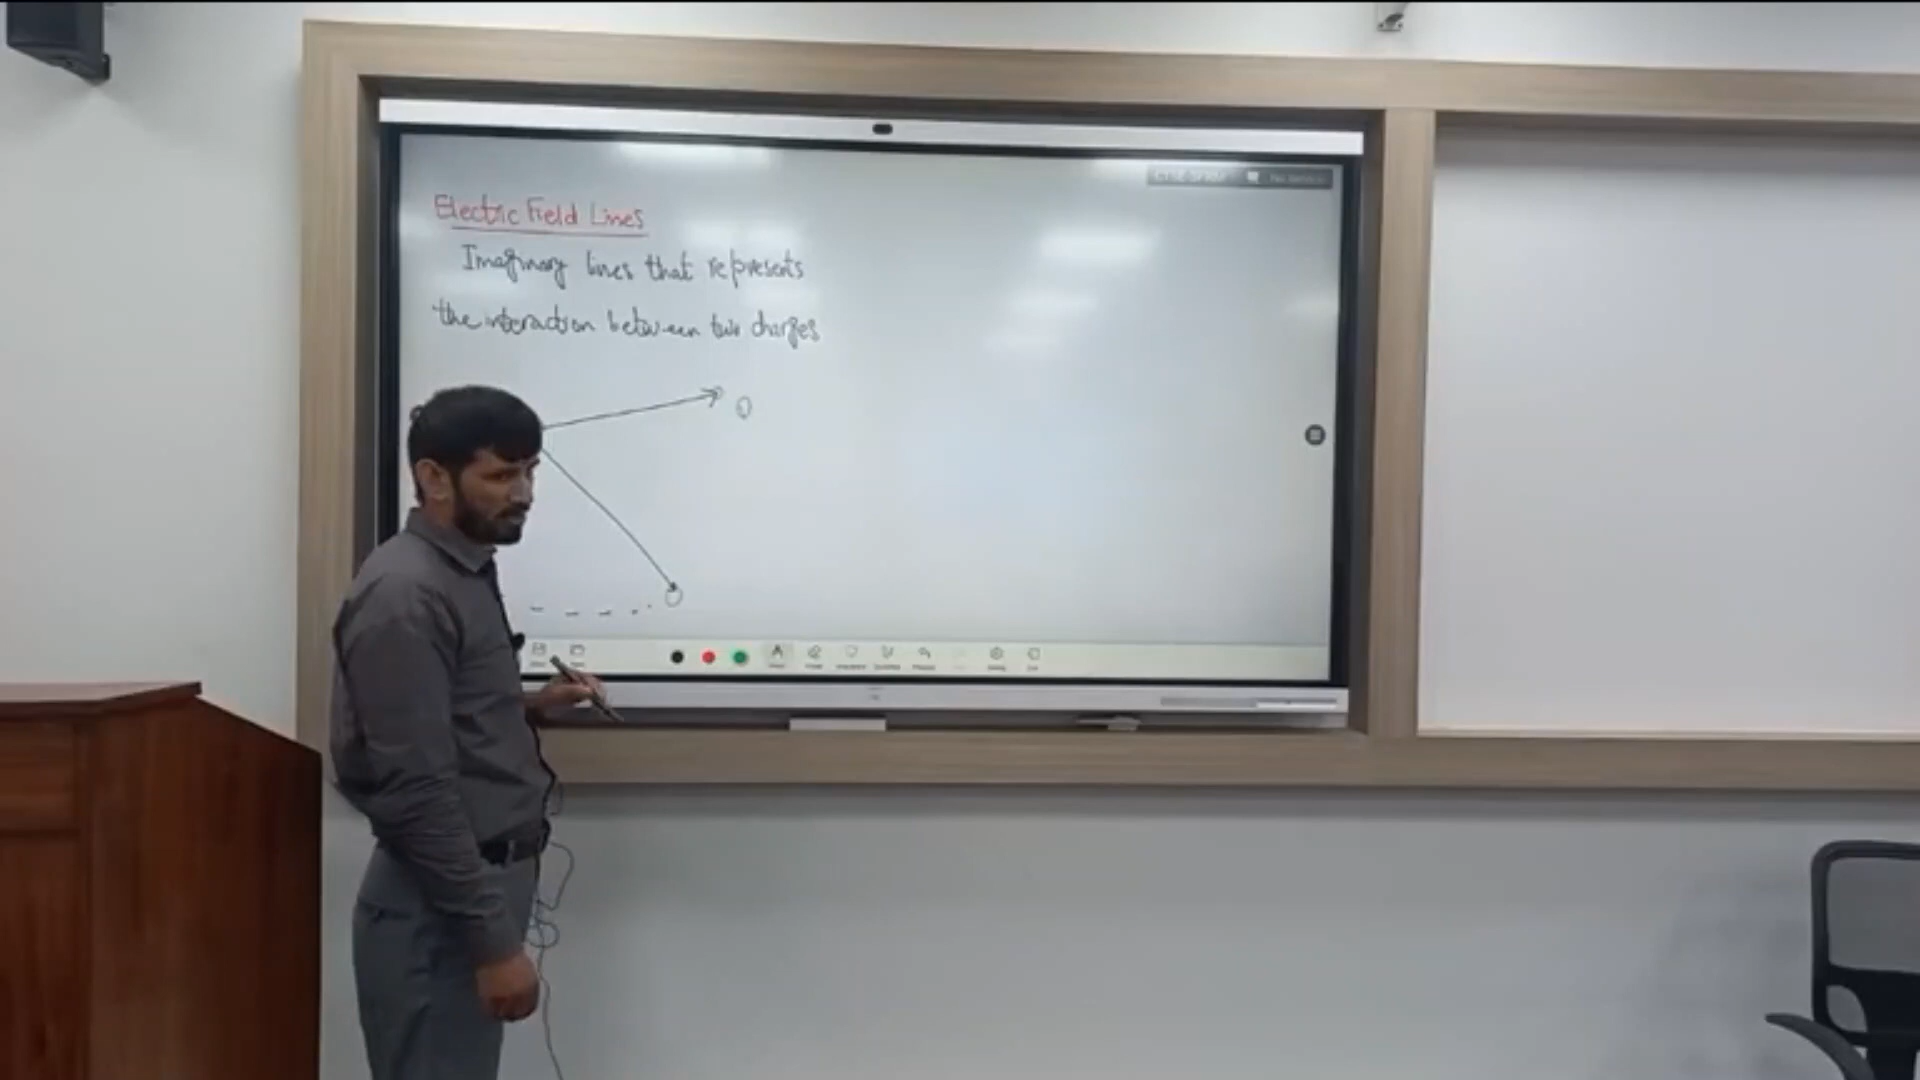 Electric Field Lines
Imaginary lines that represents
the interaction between two charges